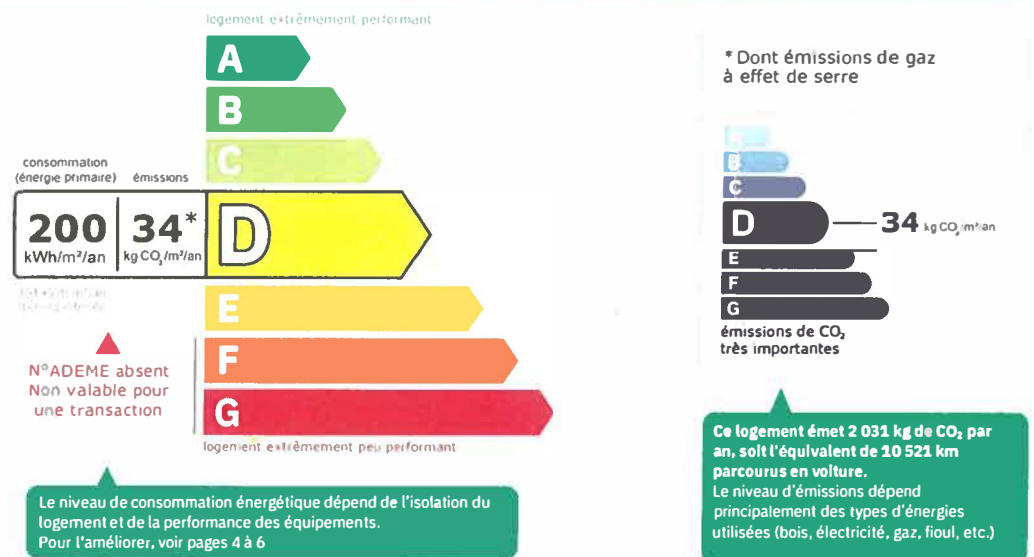 logement extrêmement performant
A
B
C
consommation
(énergie primaire) émissions
200 34*
kWh/m²/an kg CO₂/m²/an
D
E
F
G
logement extrêmement peu performant
N°ADEME absent
Non valable pour
une transaction
Le niveau de consommation énergétique dépend de l'isolation du
logement et de la performance des équipements.
Pour l'améliorer, voir pages 4 à 6
* Dont émissions de gaz
à effet de serre
B
C
D 34 kg CO₂/m²/an
E
F
G
émissions de CO₂
très importantes
Ce logement émet 2 031 kg de CO₂ par
an, soit l'équivalent de 10 521 km
parcourus en voiture.
Le niveau d'émissions dépend
principalement des types d'énergies
utilisées (bois, électricité, gaz, fioul, etc.)